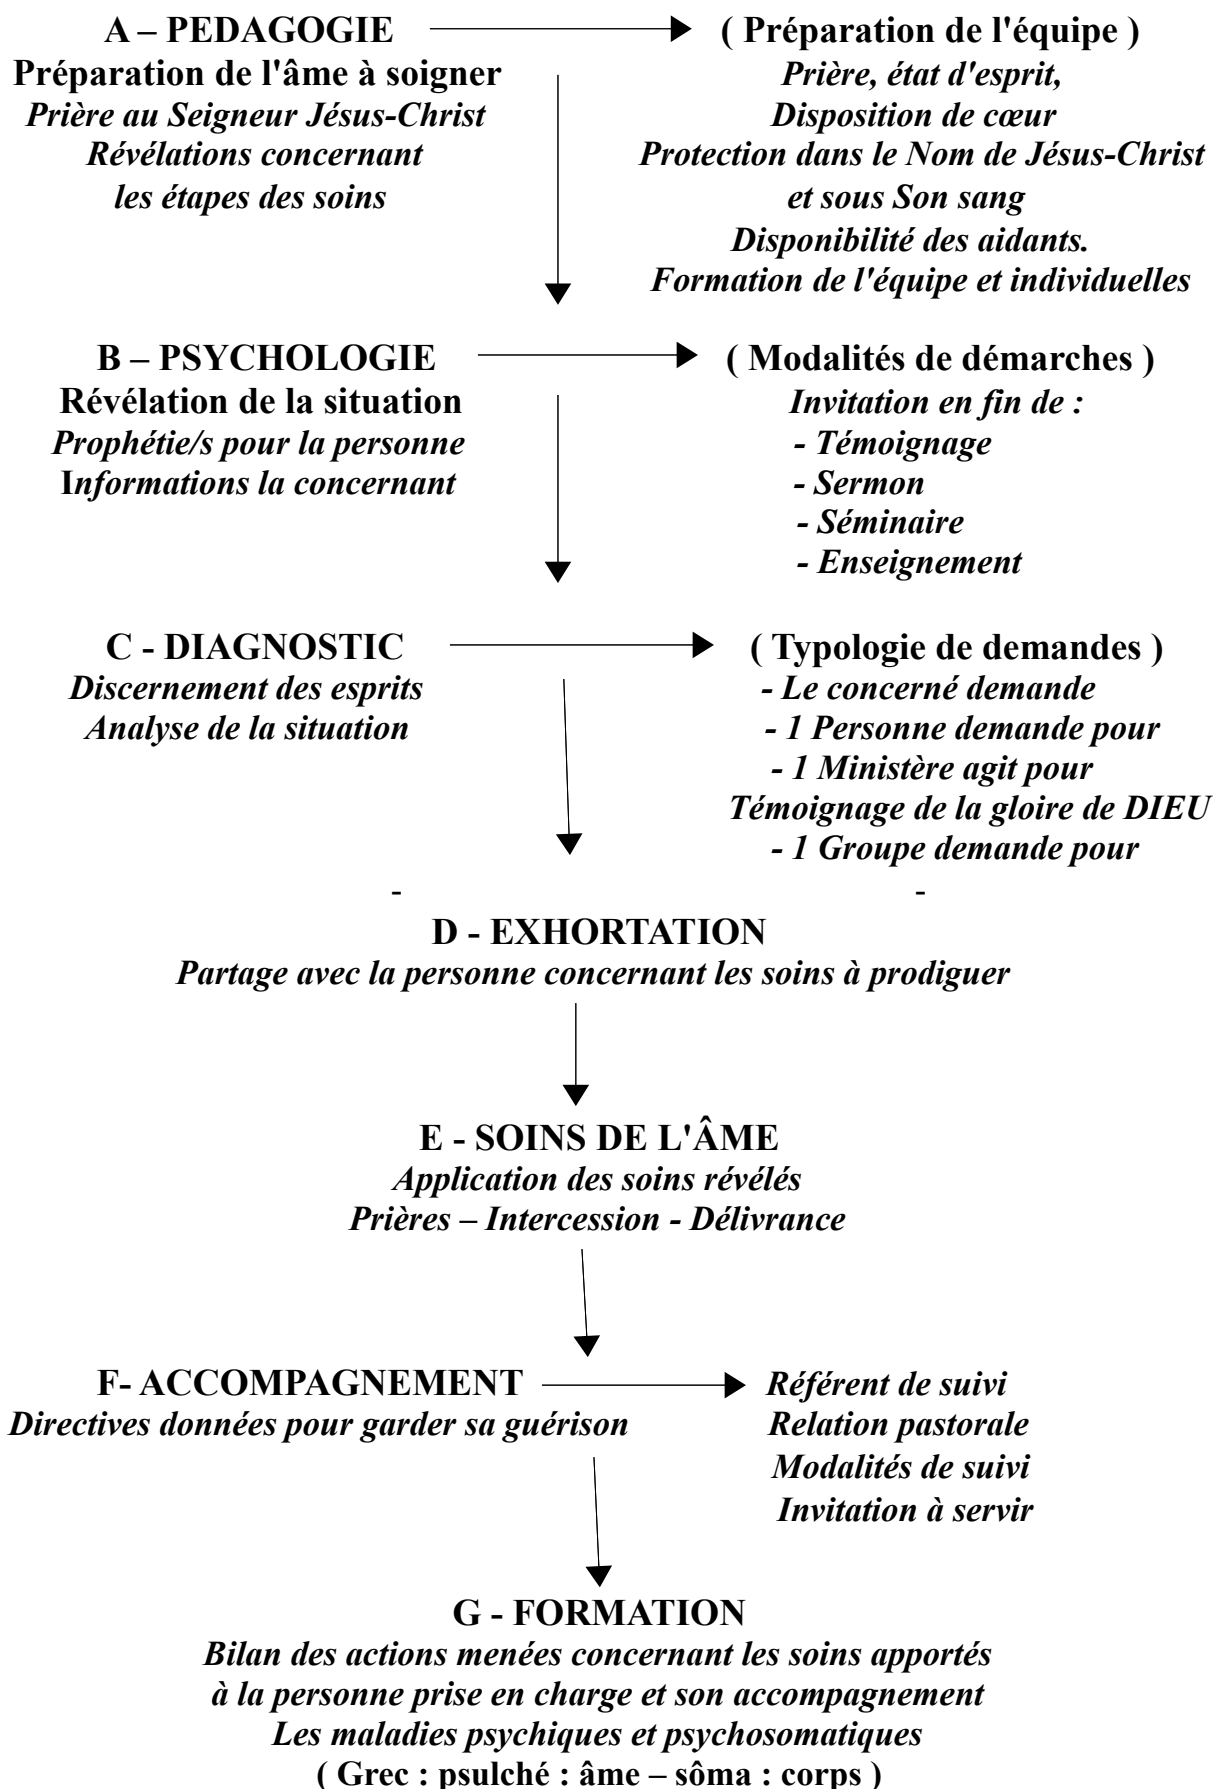 A – PEDAGOGIE
Préparation de l'âme à soigner
Prière au Seigneur Jésus-Christ
Révélations concernant
les étapes des soins
( Préparation de l'équipe )
Prière, état d'esprit,
Disposition de cœur
Protection dans le Nom de Jésus-Christ
et sous Son sang
Disponibilité des aidants.
Formation de l'équipe et individuelles
B – PSYCHOLOGIE
Révélation de la situation
Prophétie/s pour la personne
Informations la concernant
( Modalités de démarches )
Invitation en fin de :
- Témoignage
- Sermon
- Séminaire
- Enseignement
C - DIAGNOSTIC
Discernement des esprits
Analyse de la situation
( Typologie de demandes )
- Le concerné demande
- 1 Personne demande pour
- 1 Ministère agit pour
Témoignage de la gloire de DIEU
- 1 Groupe demande pour
- -
D - EXHORTATION
Partage avec la personne concernant les soins à prodiguer
E - SOINS DE L'ÂME
Application des soins révélés
Prières – Intercession - Délivrance
F- ACCOMPAGNEMENT
Directives données pour garder sa guérison
Référent de suivi
Relation pastorale
Modalités de suivi
Invitation à servir
G - FORMATION
Bilan des actions menées concernant les soins apportés
à la personne prise en charge et son accompagnement
Les maladies psychiques et psychosomatiques
( Grec : psulché : âme – sôma : corps )